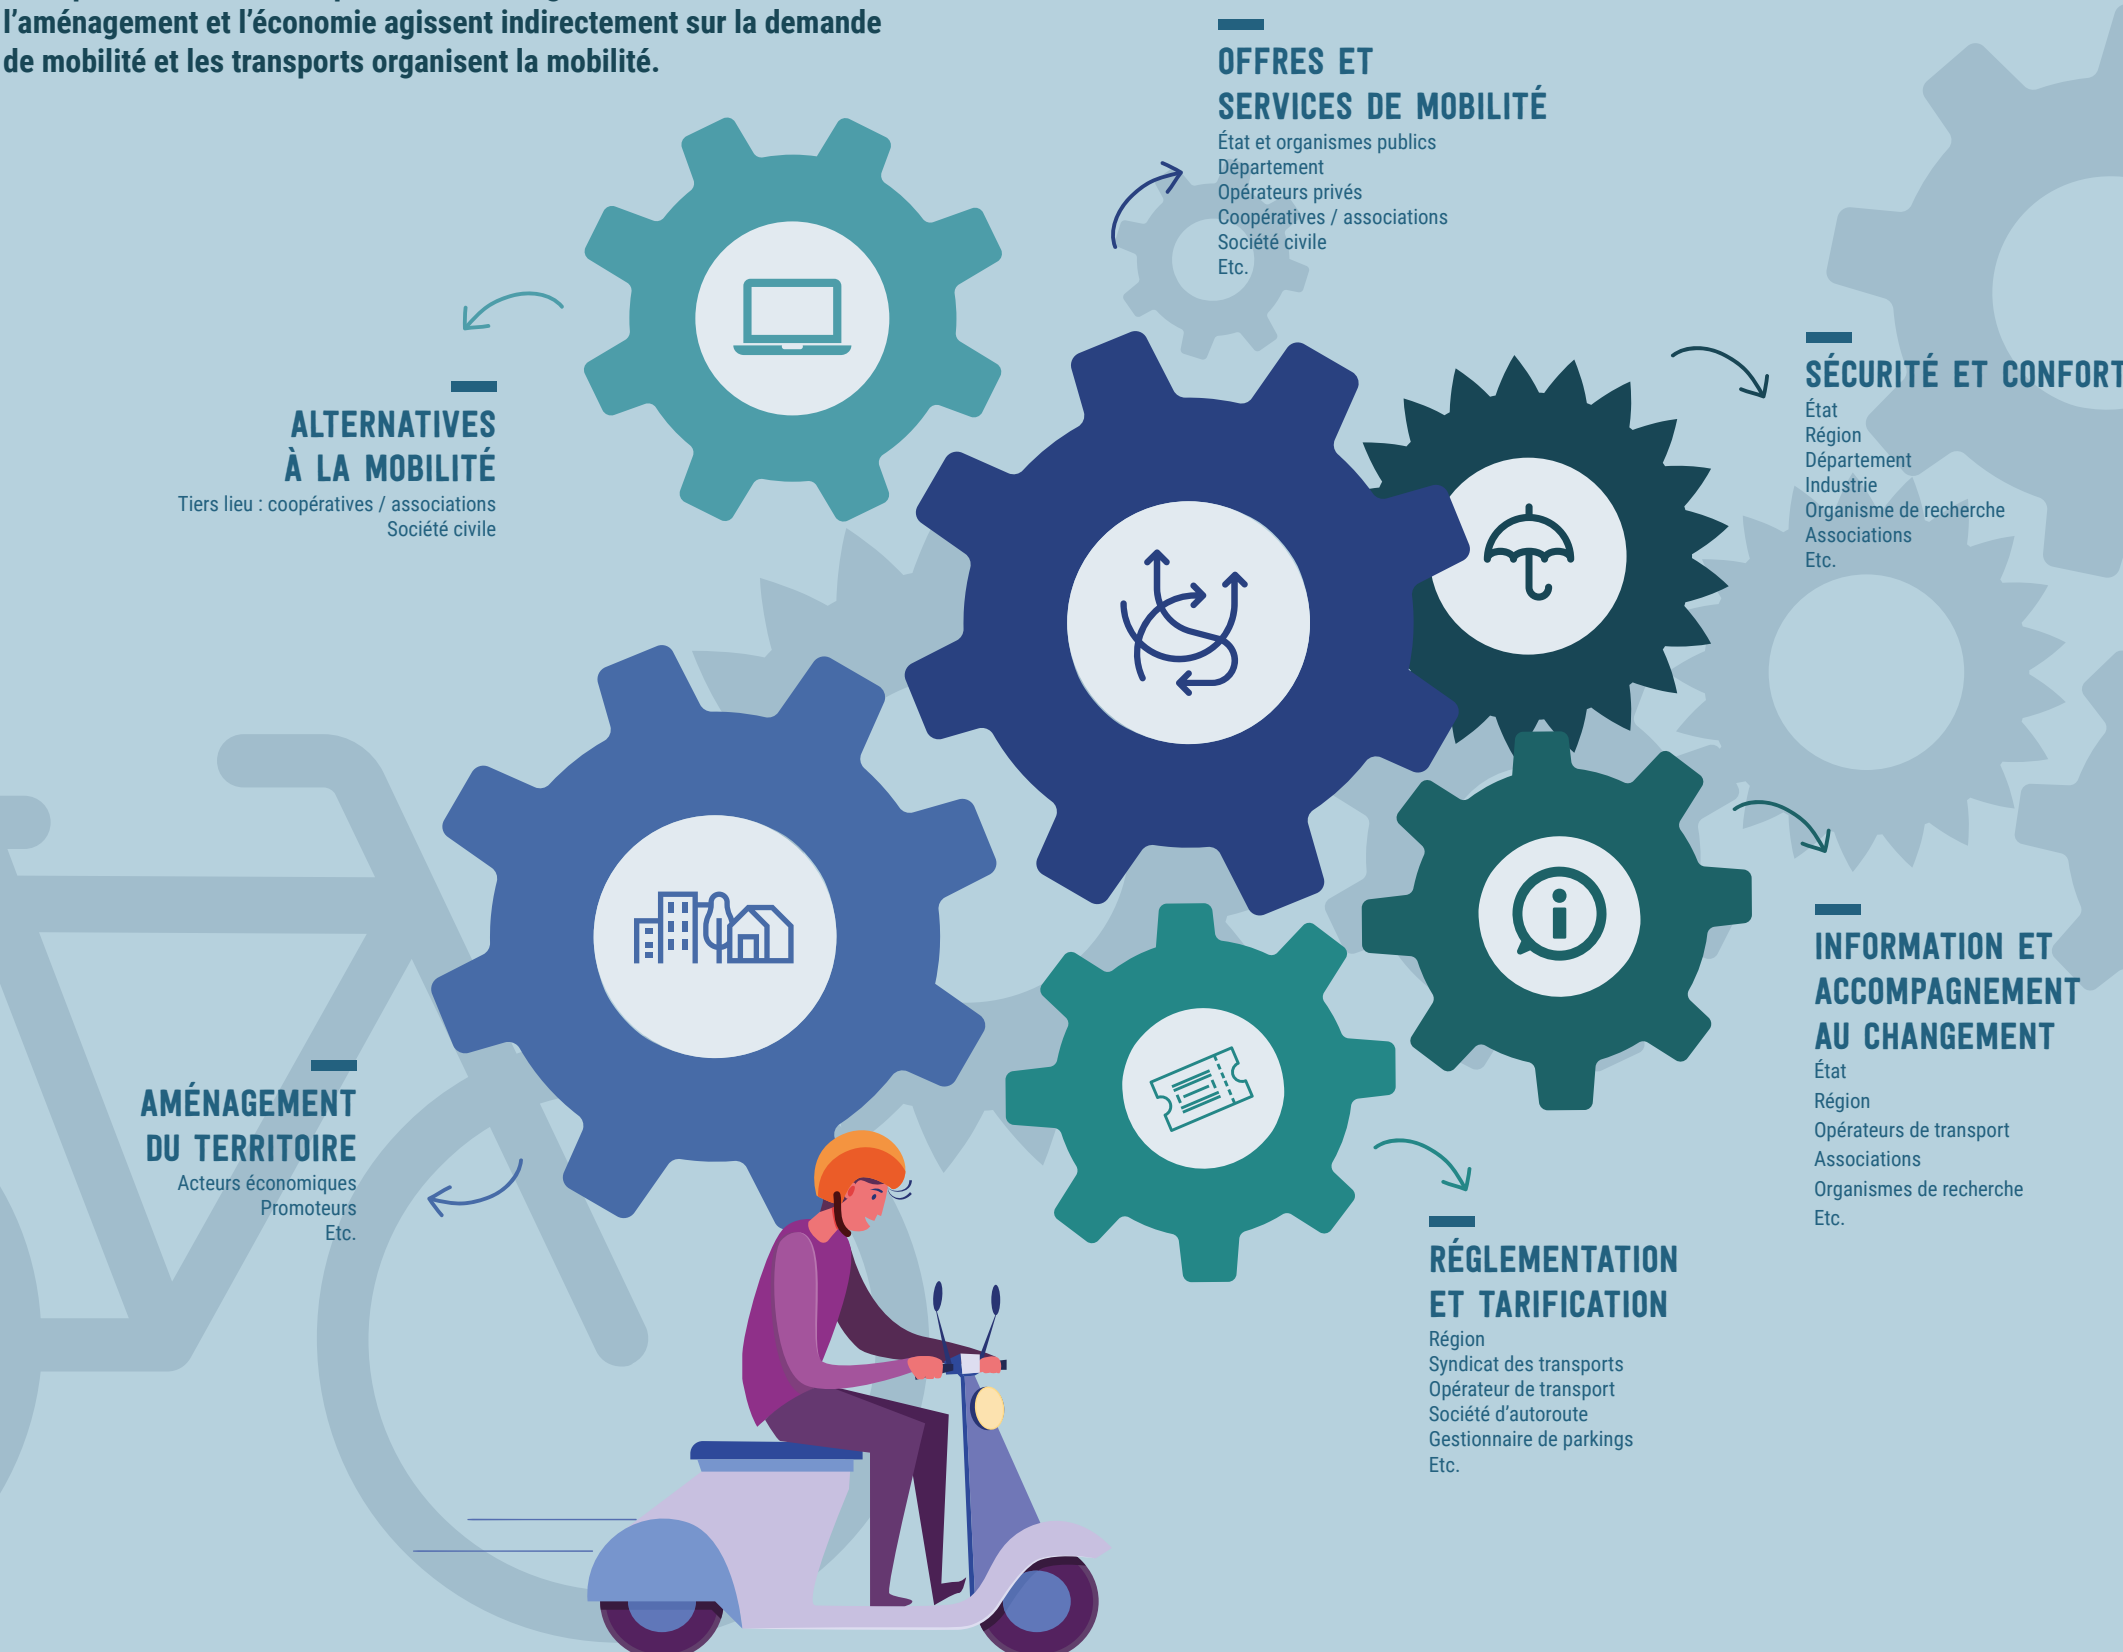 l'aménagement et l'économie agissent indirectement sur la demande
de mobilité et les transports organisent la mobilité.
OFFRES ET
SERVICES DE MOBILITÉ
État et organismes publics
Département
Opérateurs privés
Coopératives / associations
Société civile
Etc.
SÉCURITÉ ET CONFORT
État
Région
Département
Industrie
Organisme de recherche
Associations
Etc.
ALTERNATIVES
À LA MOBILITÉ
Tiers lieu : coopératives / associations
Société civile
INFORMATION ET
ACCOMPAGNEMENT
AU CHANGEMENT
État
Région
Opérateurs de transport
Associations
Organismes de recherche
Etc.
AMÉNAGEMENT
DU TERRITOIRE
Acteurs économiques
Promoteurs
Etc.
RÉGLEMENTATION
ET TARIFICATION
Région
Syndicat des transports
Opérateur de transport
Société d'autoroute
Gestionnaire de parkings
Etc.